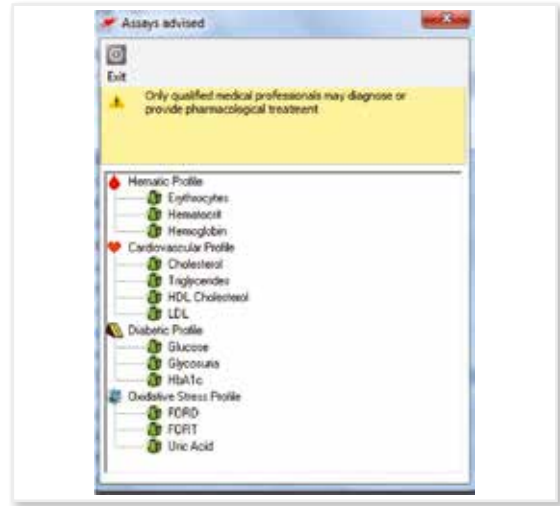 Assays advised
Exit
Only qualified medical professionals may diagnose or
provide pharmacological treatment
Hematic Profile
Erythrocytes
Hematocrit
Hemoglobin
Cardiovascular Profile
Cholesterol
Triglycerides
HDL Cholesterol
LDL
Diabetic Profile
Glucose
Glycosuria
HbA1c
Oxidative Stress Profile
FORD
FORT
Uric Acid